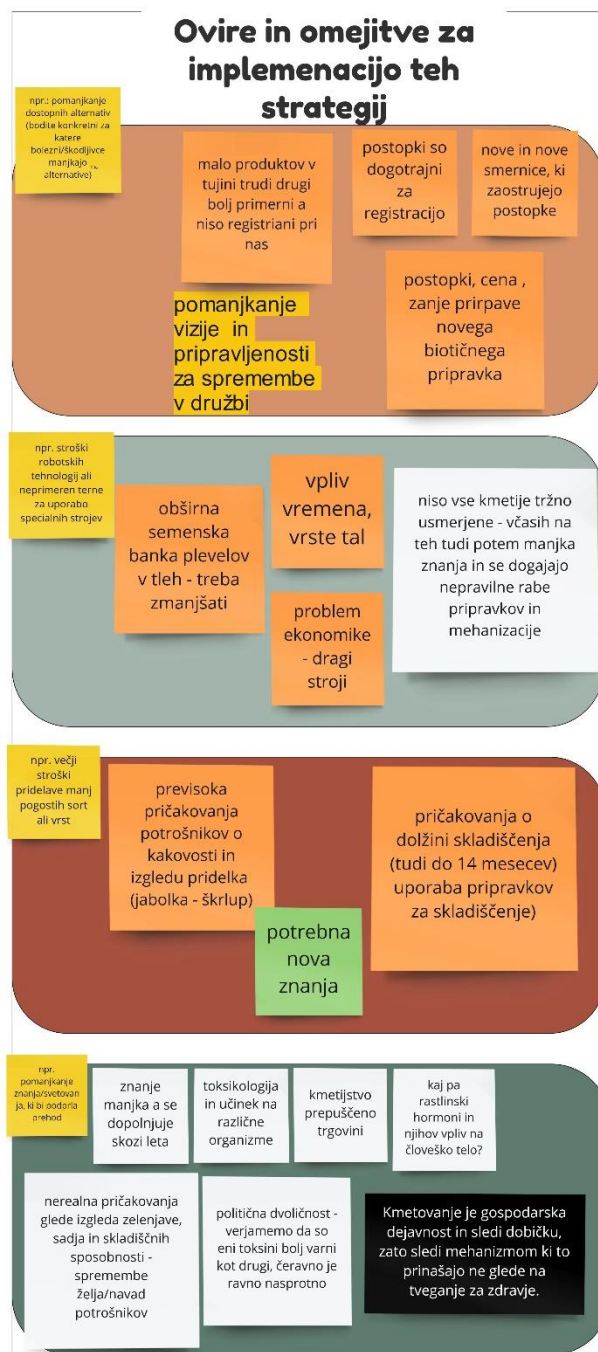 Ovire in omejitve za
implemenacijo teh
strategij
npr.: pomanjkanje
dostopnih alternativ
(bodite konkretni za
katere
bolezni/škodljivce
manjkajo
alternative)
malo produktov v
tujini trudi drugi
bolj primerni a
niso registriani pri
nas
postopki so
dogotrajni
za
registracijo
nove in nove
smernice, ki
zaostrujejo
postopke
pomanjkanje
vizije in
pripravljenosti
za spremembe
v družbi
postopki, cena ,
zanje prirpave
novega
biotičnega
pripravka
npr. stroški
robotskih
tehnologij ali
neprimeren terne
za uporabo
specialnih strojev
obširna
semenska
banka plevelov
v tleh - treba
zmanjšati
vpliv
vremena,
vrste tal
problem
ekonomike
- dragi
stroji
niso vse kmetije tržno
usmerjene - včasih na
teh tudi potem manjka
znanja in se dogajajo
nepravilne rabe
pripravkov in
mehanizacije
npr. večji
stroški
pridelave manj
pogostih sort
ali vrst
previsoka
pričakovanja
potrošnikov o
kakovosti in
izgledu pridelka
(jabolka - škrlup)
potrebna
nova
znanja
pričakovanja o
dolžini skladiščenja
(tudi do 14 mesecev)
uporaba pripravkov
za skladiščenje)
npr.
pomanjkanje
znanja/svetovan
ja, ki bi podprla
prehod
znanje
manjka a se
dopolnjuje
skozi leta
toksikologija
in učinek na
različne
organizme
kmetijstvo
prepuščeno
trgovini
kaj pa
rastlinski
hormoni in
njihov vpliv na
človeško telo?
nerealna pričakovanja
glede izgleda zelenjave,
sadja in skladiščnih
sposobnosti -
spremembe
želja/navad
potrošnikov
politična dvoličnost -
verjamemo da so
eni toksini bolj varni
kot drugi, čeravno je
ravno nasprotno
Kmetovanje je gospodarska
dejavnost in sledi dobičku,
zato sledi mehanizmom ki to
prinašajo ne glede na
tveganje za zdravje.